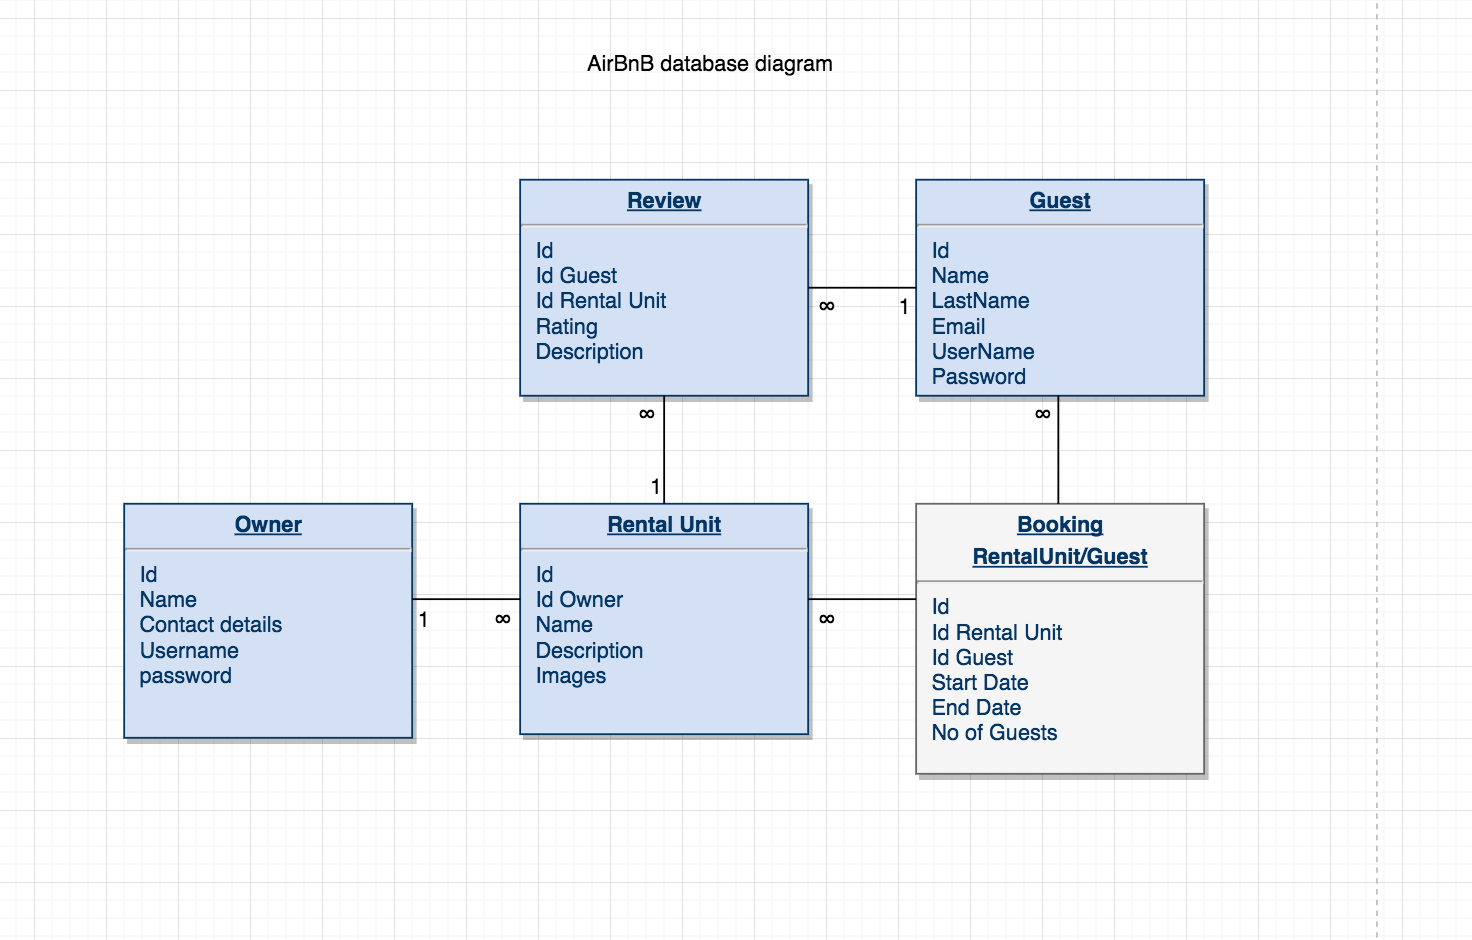 AirBnB database diagram
Review
Id
Id Guest
Id Rental Unit
Rating
Description
Guest
Id
Name
LastName
Email
UserName
Password
∞
1
∞
1
∞
Owner
Id
Name
Contact details
Username
password
1
∞
Rental Unit
Id
Id Owner
Name
Description
Images
∞
Booking
RentalUnit/Guest
Id
Id Rental Unit
Id Guest
Start Date
End Date
No of Guests